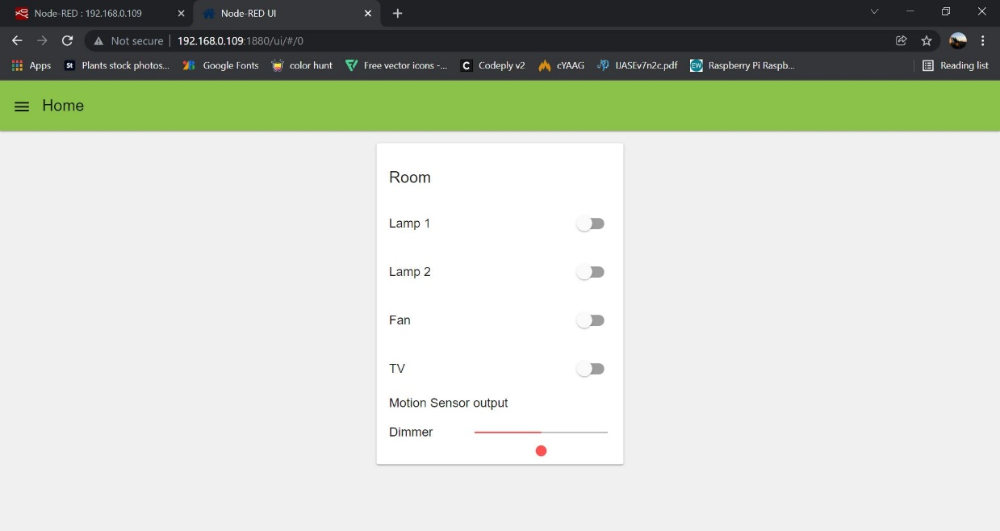 Node-RED : 192.168.0.109
Node-RED UI
Not secure | 192.168.0.109:1880/ui/#/0
Apps
St
Plants stock photos...
Google Fonts
color hunt
Free vector icons -...
C
Codeply v2
cYAAG
IJASEv7n2c.pdf
EW
Raspberry Pi Raspb...
Reading list
Home
Room
Lamp 1
Lamp 2
Fan
TV
Motion Sensor output
Dimmer